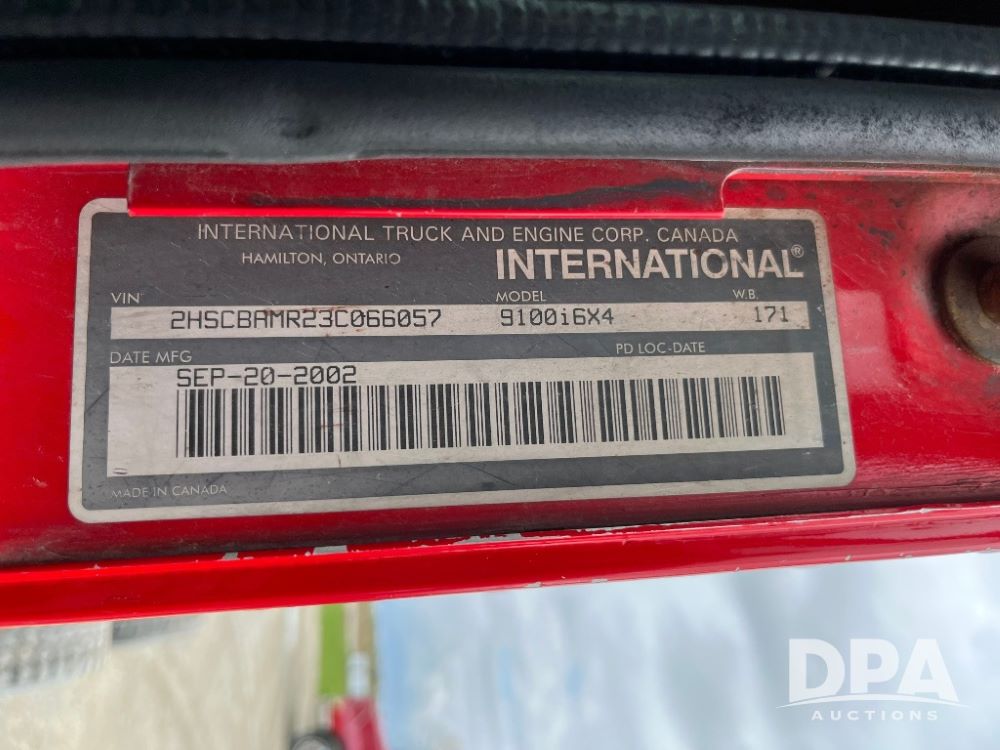 INTERNATIONAL TRUCK AND ENGINE CORP. CANADA
HAMILTON, ONTARIO INTERNATIONAL®
VIN MODEL W.B.
2HSCBAMR23C066057 9100i6X4 171
DATE MFG PD LOC-DATE
SEP-20-2002
MADE IN CANADA
DPA
AUCTIONS